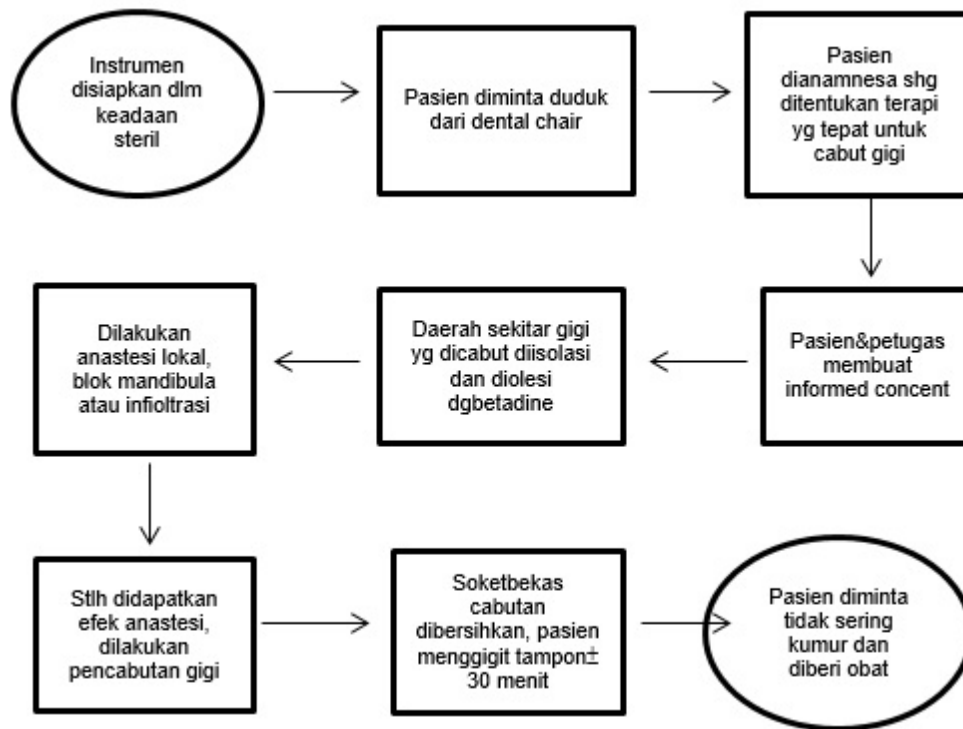 Instrumen
disiapkan dlm
keadaan
steril
Pasien diminta duduk
dari dental chair
Pasien
dianamnesa shg
ditentukan terapi
yg tepat untuk
cabut gigi
Pasien&petugas
membuat
informed concent
Daerah sekitar gigi
yg dicabut diisolasi
dan diolesi
dgbetadine
Dilakukan
anastesi lokal,
blok mandibula
atau infioltrasi
Stlh didapatkan
efek anastesi,
dilakukan
pencabutan gigi
Soketbekas
cabutan
dibersihkan, pasien
menggigit tampon±
30 menit
Pasien diminta
tidak sering
kumur dan
diberi obat